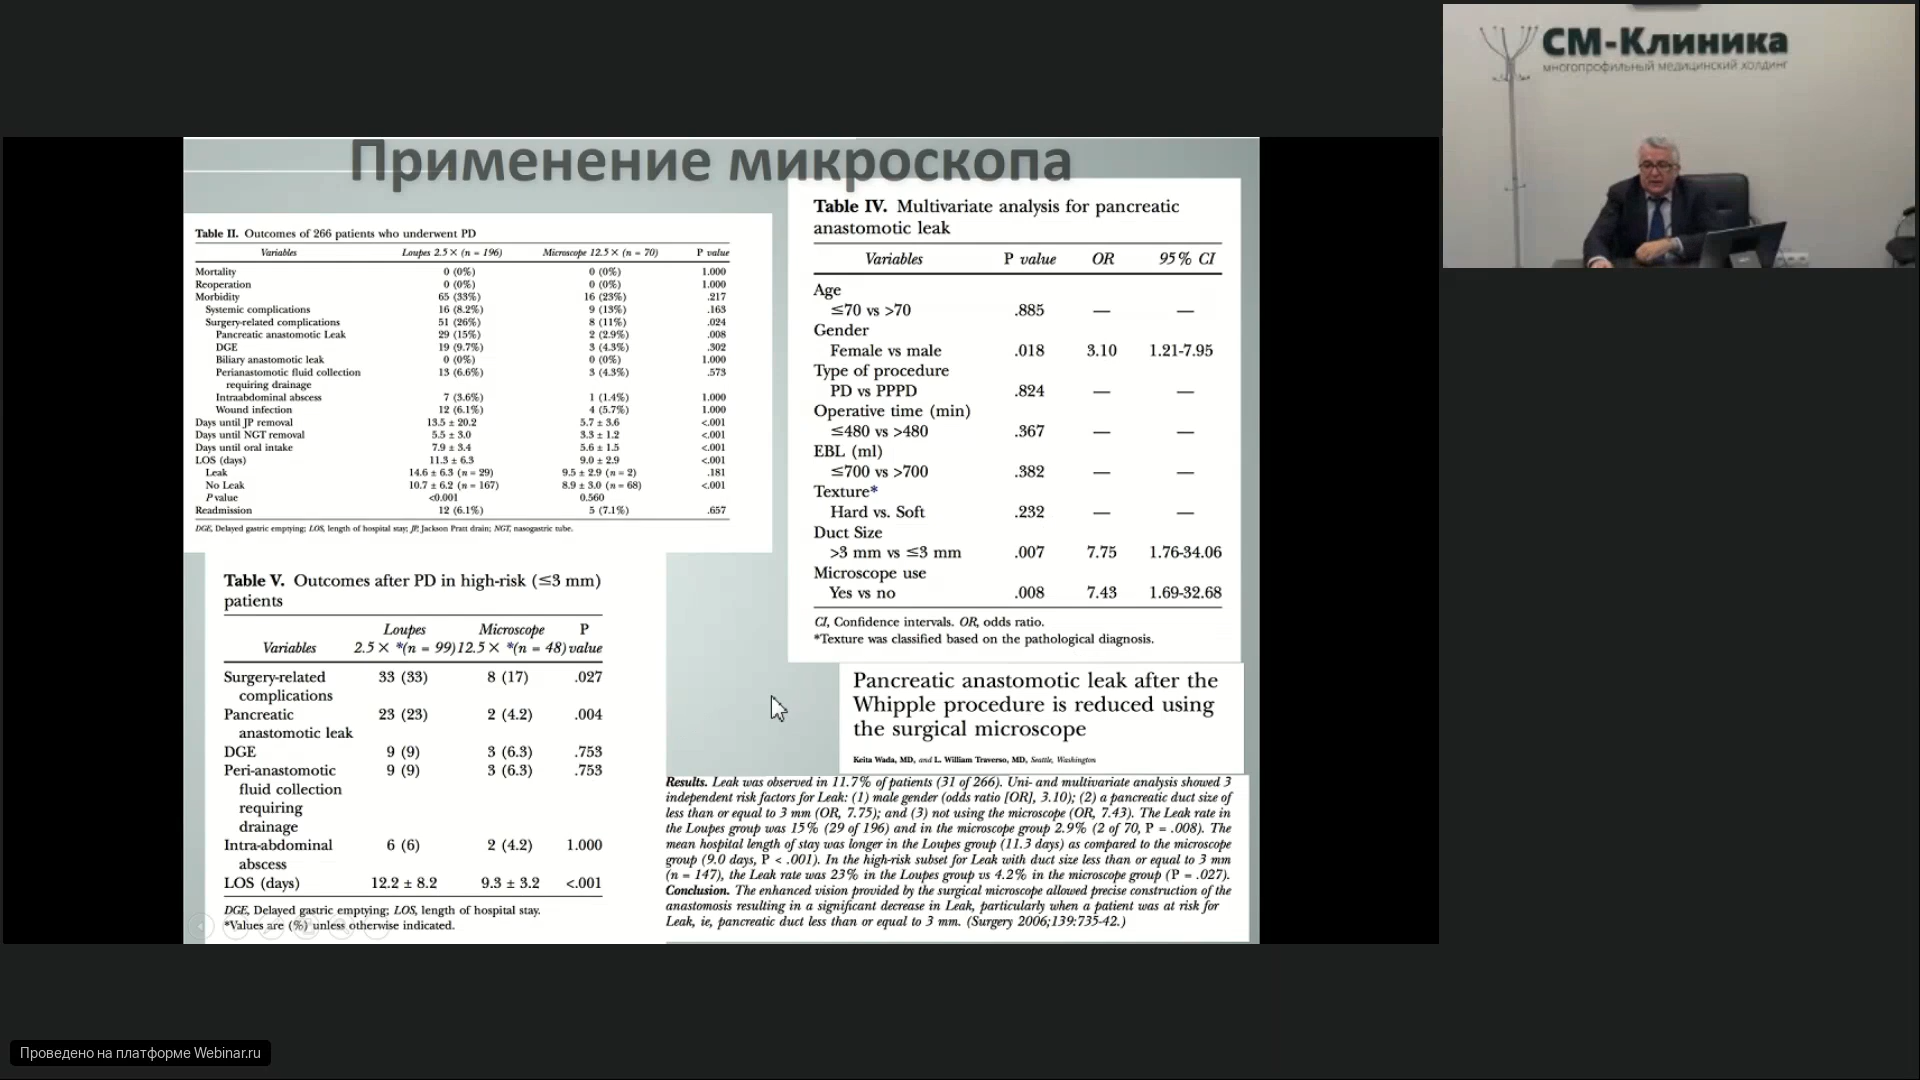 СМ-Клиника
многопрофильный медицинский холдинг
Применение микроскопа
Table II. Outcomes of 266 patients who underwent PD
Variables Loupes 2.5 × (n = 196) Microscope 12.5 × (n = 70) P value
Mortality 0 (0%) 0 (0%) 1.000
Reoperation 0 (0%) 0 (0%) 1.000
Morbidity 65 (33%) 16 (23%) .217
Systemic complications 16 (8.2%) 9 (13%) .163
Surgery-related complications 51 (26%) 8 (11%) .024
Pancreatic anastomotic Leak 29 (15%) 2 (2.9%) .008
DGE 19 (9.7%) 3 (4.3%) .302
Biliary anastomotic leak 0 (0%) 0 (0%) 1.000
Perianastomotic fluid collection 13 (6.6%) 3 (4.3%) .573
requiring drainage
Intraabdominal abscess 7 (3.6%) 1 (1.4%) 1.000
Wound infection 12 (6.1%) 4 (5.7%) 1.000
Days until JP removal 13.5 ± 20.2 5.7 ± 3.6 <.001
Days until NGT removal 5.5 ± 3.0 3.3 ± 1.2 <.001
Days until oral intake 7.9 ± 3.4 5.6 ± 1.5 <.001
LOS (days) 11.3 ± 6.3 9.0 ± 2.9 <.001
Leak 14.6 ± 6.3 (n = 29) 9.5 ± 2.9 (n = 2) .181
No Leak 10.7 ± 6.2 (n = 167) 8.9 ± 3.0 (n = 68) <.001
P value <0.001 0.560
Readmission 12 (6.1%) 5 (7.1%) .657
DGE, Delayed gastric emptying; LOS, length of hospital stay; JP, Jackson Pratt drain; NGT, nasogastric tube.
Table V. Outcomes after PD in high-risk (≤3 mm)
patients
Loupes Microscope P
Variables 2.5 × *(n = 99) 12.5 × *(n = 48) value
Surgery-related 33 (33) 8 (17) .027
complications
Pancreatic 23 (23) 2 (4.2) .004
anastomotic leak
DGE 9 (9) 3 (6.3) .753
Peri-anastomotic 9 (9) 3 (6.3) .753
fluid collection
requiring
drainage
Intra-abdominal 6 (6) 2 (4.2) 1.000
abscess
LOS (days) 12.2 ± 8.2 9.3 ± 3.2 <.001
DGE, Delayed gastric emptying; LOS, length of hospital stay.
*Values are (%) unless otherwise indicated.
Table IV. Multivariate analysis for pancreatic
anastomotic leak
Variables P value OR 95% CI
Age
≤70 vs >70 .885 — —
Gender
Female vs male .018 3.10 1.21-7.95
Type of procedure
PD vs PPPD .824 — —
Operative time (min)
≤480 vs >480 .367 — —
EBL (ml)
≤700 vs >700 .382 — —
Texture*
Hard vs. Soft .232 — —
Duct Size
>3 mm vs ≤3 mm .007 7.75 1.76-34.06
Microscope use
Yes vs no .008 7.43 1.69-32.68
CI, Confidence intervals. OR, odds ratio.
*Texture was classified based on the pathological diagnosis.
Pancreatic anastomotic leak after the
Whipple procedure is reduced using
the surgical microscope
Keita Wada, MD, and L. William Traverso, MD, Seattle, Washington
Results. Leak was observed in 11.7% of patients (31 of 266). Uni- and multivariate analysis showed 3
independent risk factors for Leak: (1) male gender (odds ratio [OR], 3.10); (2) a pancreatic duct size of
less than or equal to 3 mm (OR, 7.75); and (3) not using the microscope (OR, 7.43). The Leak rate in
the Loupes group was 15% (29 of 196) and in the microscope group 2.9% (2 of 70, P = .008). The
mean hospital length of stay was longer in the Loupes group (11.3 days) as compared to the microscope
group (9.0 days, P < .001). In the high-risk subset for Leak with duct size less than or equal to 3 mm
(n = 147), the Leak rate was 23% in the Loupes group vs 4.2% in the microscope group (P = .027).
Conclusion. The enhanced vision provided by the surgical microscope allowed precise construction of the
anastomosis resulting in a significant decrease in Leak, particularly when a patient was at risk for
Leak, ie, pancreatic duct less than or equal to 3 mm. (Surgery 2006;139:735-42.)
Проведено на платформе Webinar.ru